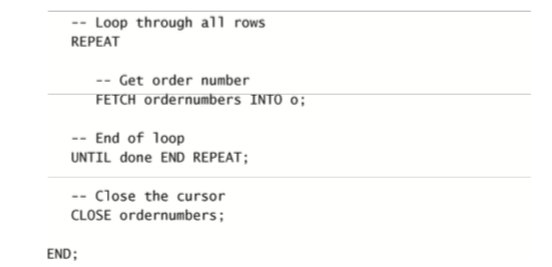 -- Loop through all rows
REPEAT
-- Get order number
FETCH ordernumbers INTO o;
-- End of loop
UNTIL done END REPEAT;
-- Close the cursor
CLOSE ordernumbers;
END;